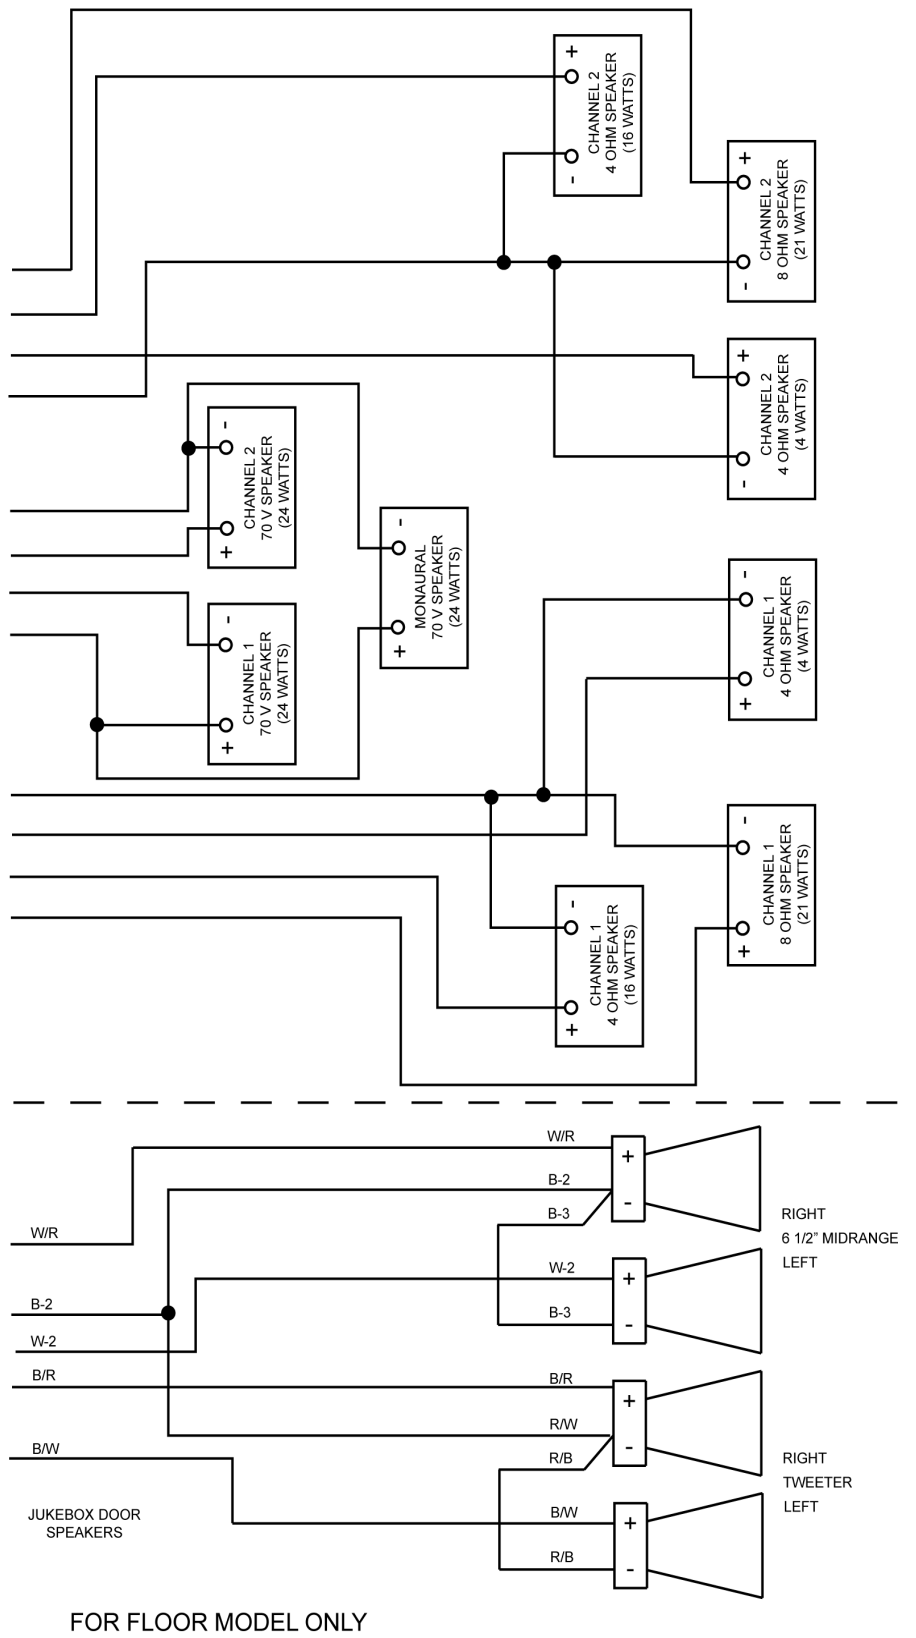 +
CHANNEL 2
4 OHM SPEAKER
(16 WATTS)
-
+
CHANNEL 2
8 OHM SPEAKER
(21 WATTS)
-
+
CHANNEL 2
4 OHM SPEAKER
(4 WATTS)
-
-
CHANNEL 2
70 V SPEAKER
(24 WATTS)
+
-
MONAURAL
70 V SPEAKER
(24 WATTS)
+
-
CHANNEL 1
70 V SPEAKER
(24 WATTS)
+
-
CHANNEL 1
4 OHM SPEAKER
(4 WATTS)
+
-
CHANNEL 1
8 OHM SPEAKER
(21 WATTS)
+
-
CHANNEL 1
4 OHM SPEAKER
(16 WATTS)
+
W/R
+
B-2
-
B-3
RIGHT
W/R
6 1/2" MIDRANGE
LEFT
W-2
+
B-2
B-3
-
W-2
B/R
B/R
+
R/W
-
B/W
R/B
RIGHT
TWEETER
LEFT
B/W
+
JUKEBOX DOOR
SPEAKERS
R/B
-
FOR FLOOR MODEL ONLY